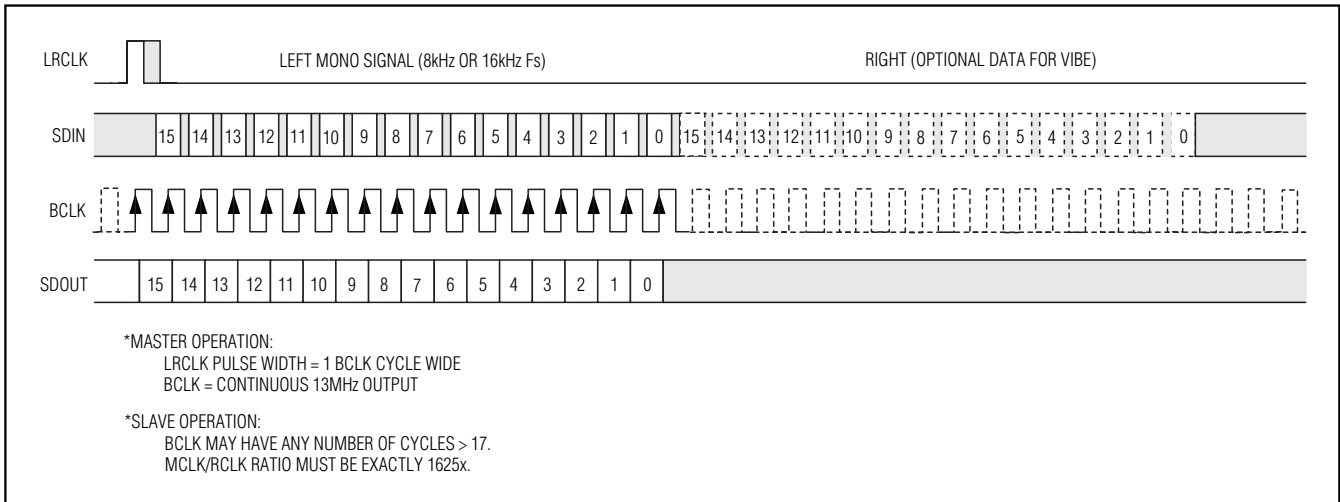 LRCLK LEFT MONO SIGNAL (8kHz OR 16kHz Fs) RIGHT (OPTIONAL DATA FOR VIBE)
SDIN 15 14 13 12 11 10 9 8 7 6 5 4 3 2 1 0 15 14 13 12 11 10 9 8 7 6 5 4 3 2 1 0
BCLK
SDOUT 15 14 13 12 11 10 9 8 7 6 5 4 3 2 1 0
*MASTER OPERATION:
LRCLK PULSE WIDTH = 1 BCLK CYCLE WIDE
BCLK = CONTINUOUS 13MHz OUTPUT
*SLAVE OPERATION:
BCLK MAY HAVE ANY NUMBER OF CYCLES > 17.
MCLK/RCLK RATIO MUST BE EXACTLY 1625x.